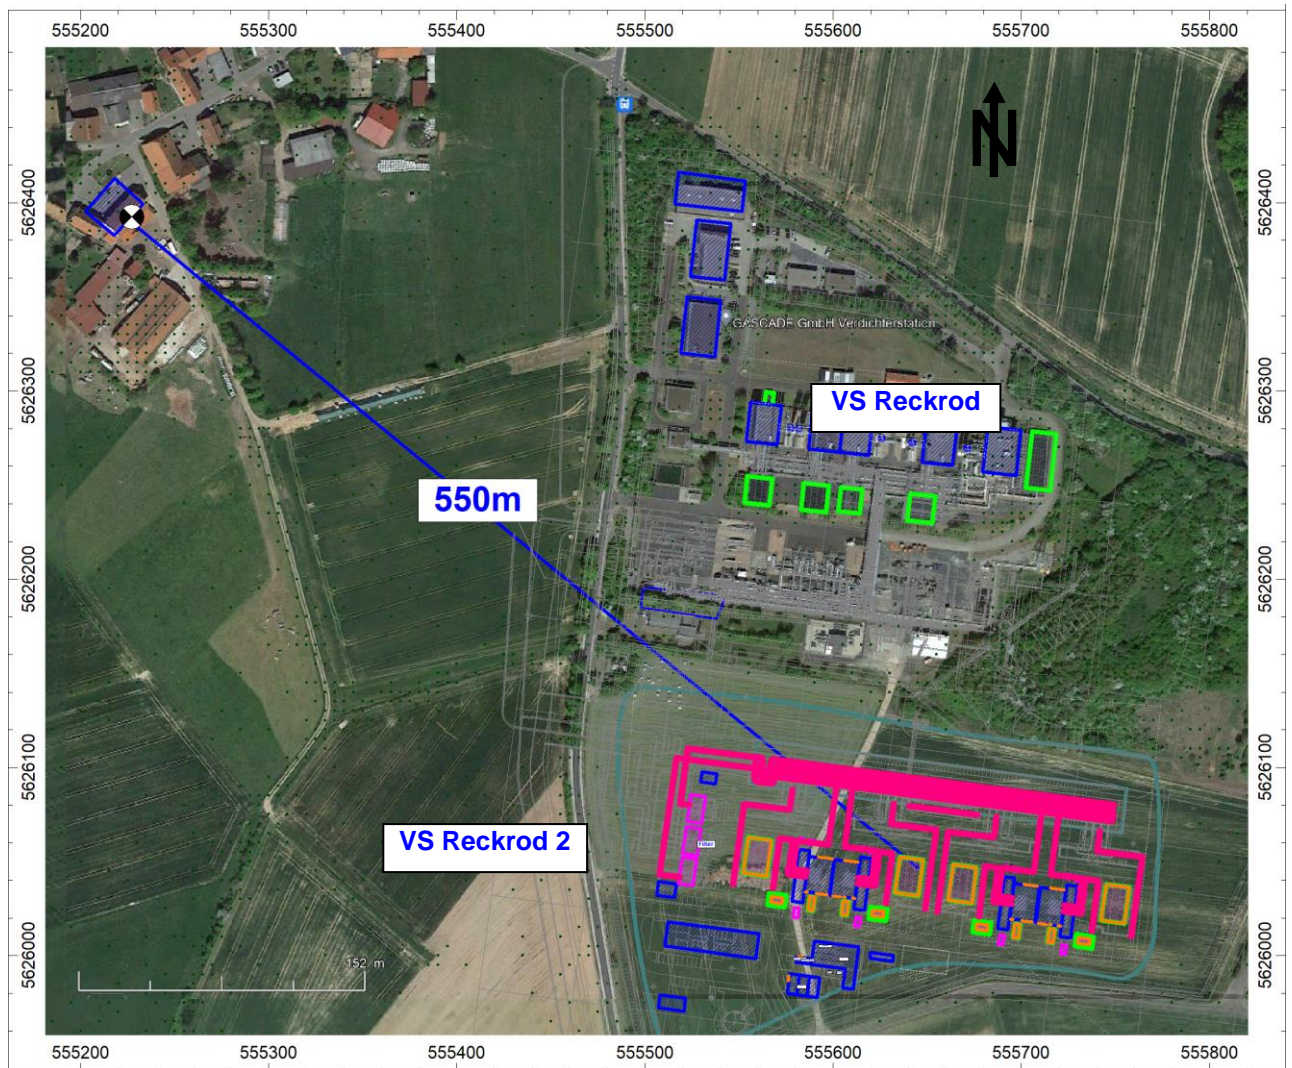 555200 555300 555400 555500 555600 555700 555800
N
5626400 5626400
GASCADE GmbH Verdichterstation
5626300 5626300
VS Reckrod
550m
5626200 5626200
5626100 5626100
VS Reckrod 2
Filter
5626000 5626000
152 m
555200 555300 555400 555500 555600 555700 555800